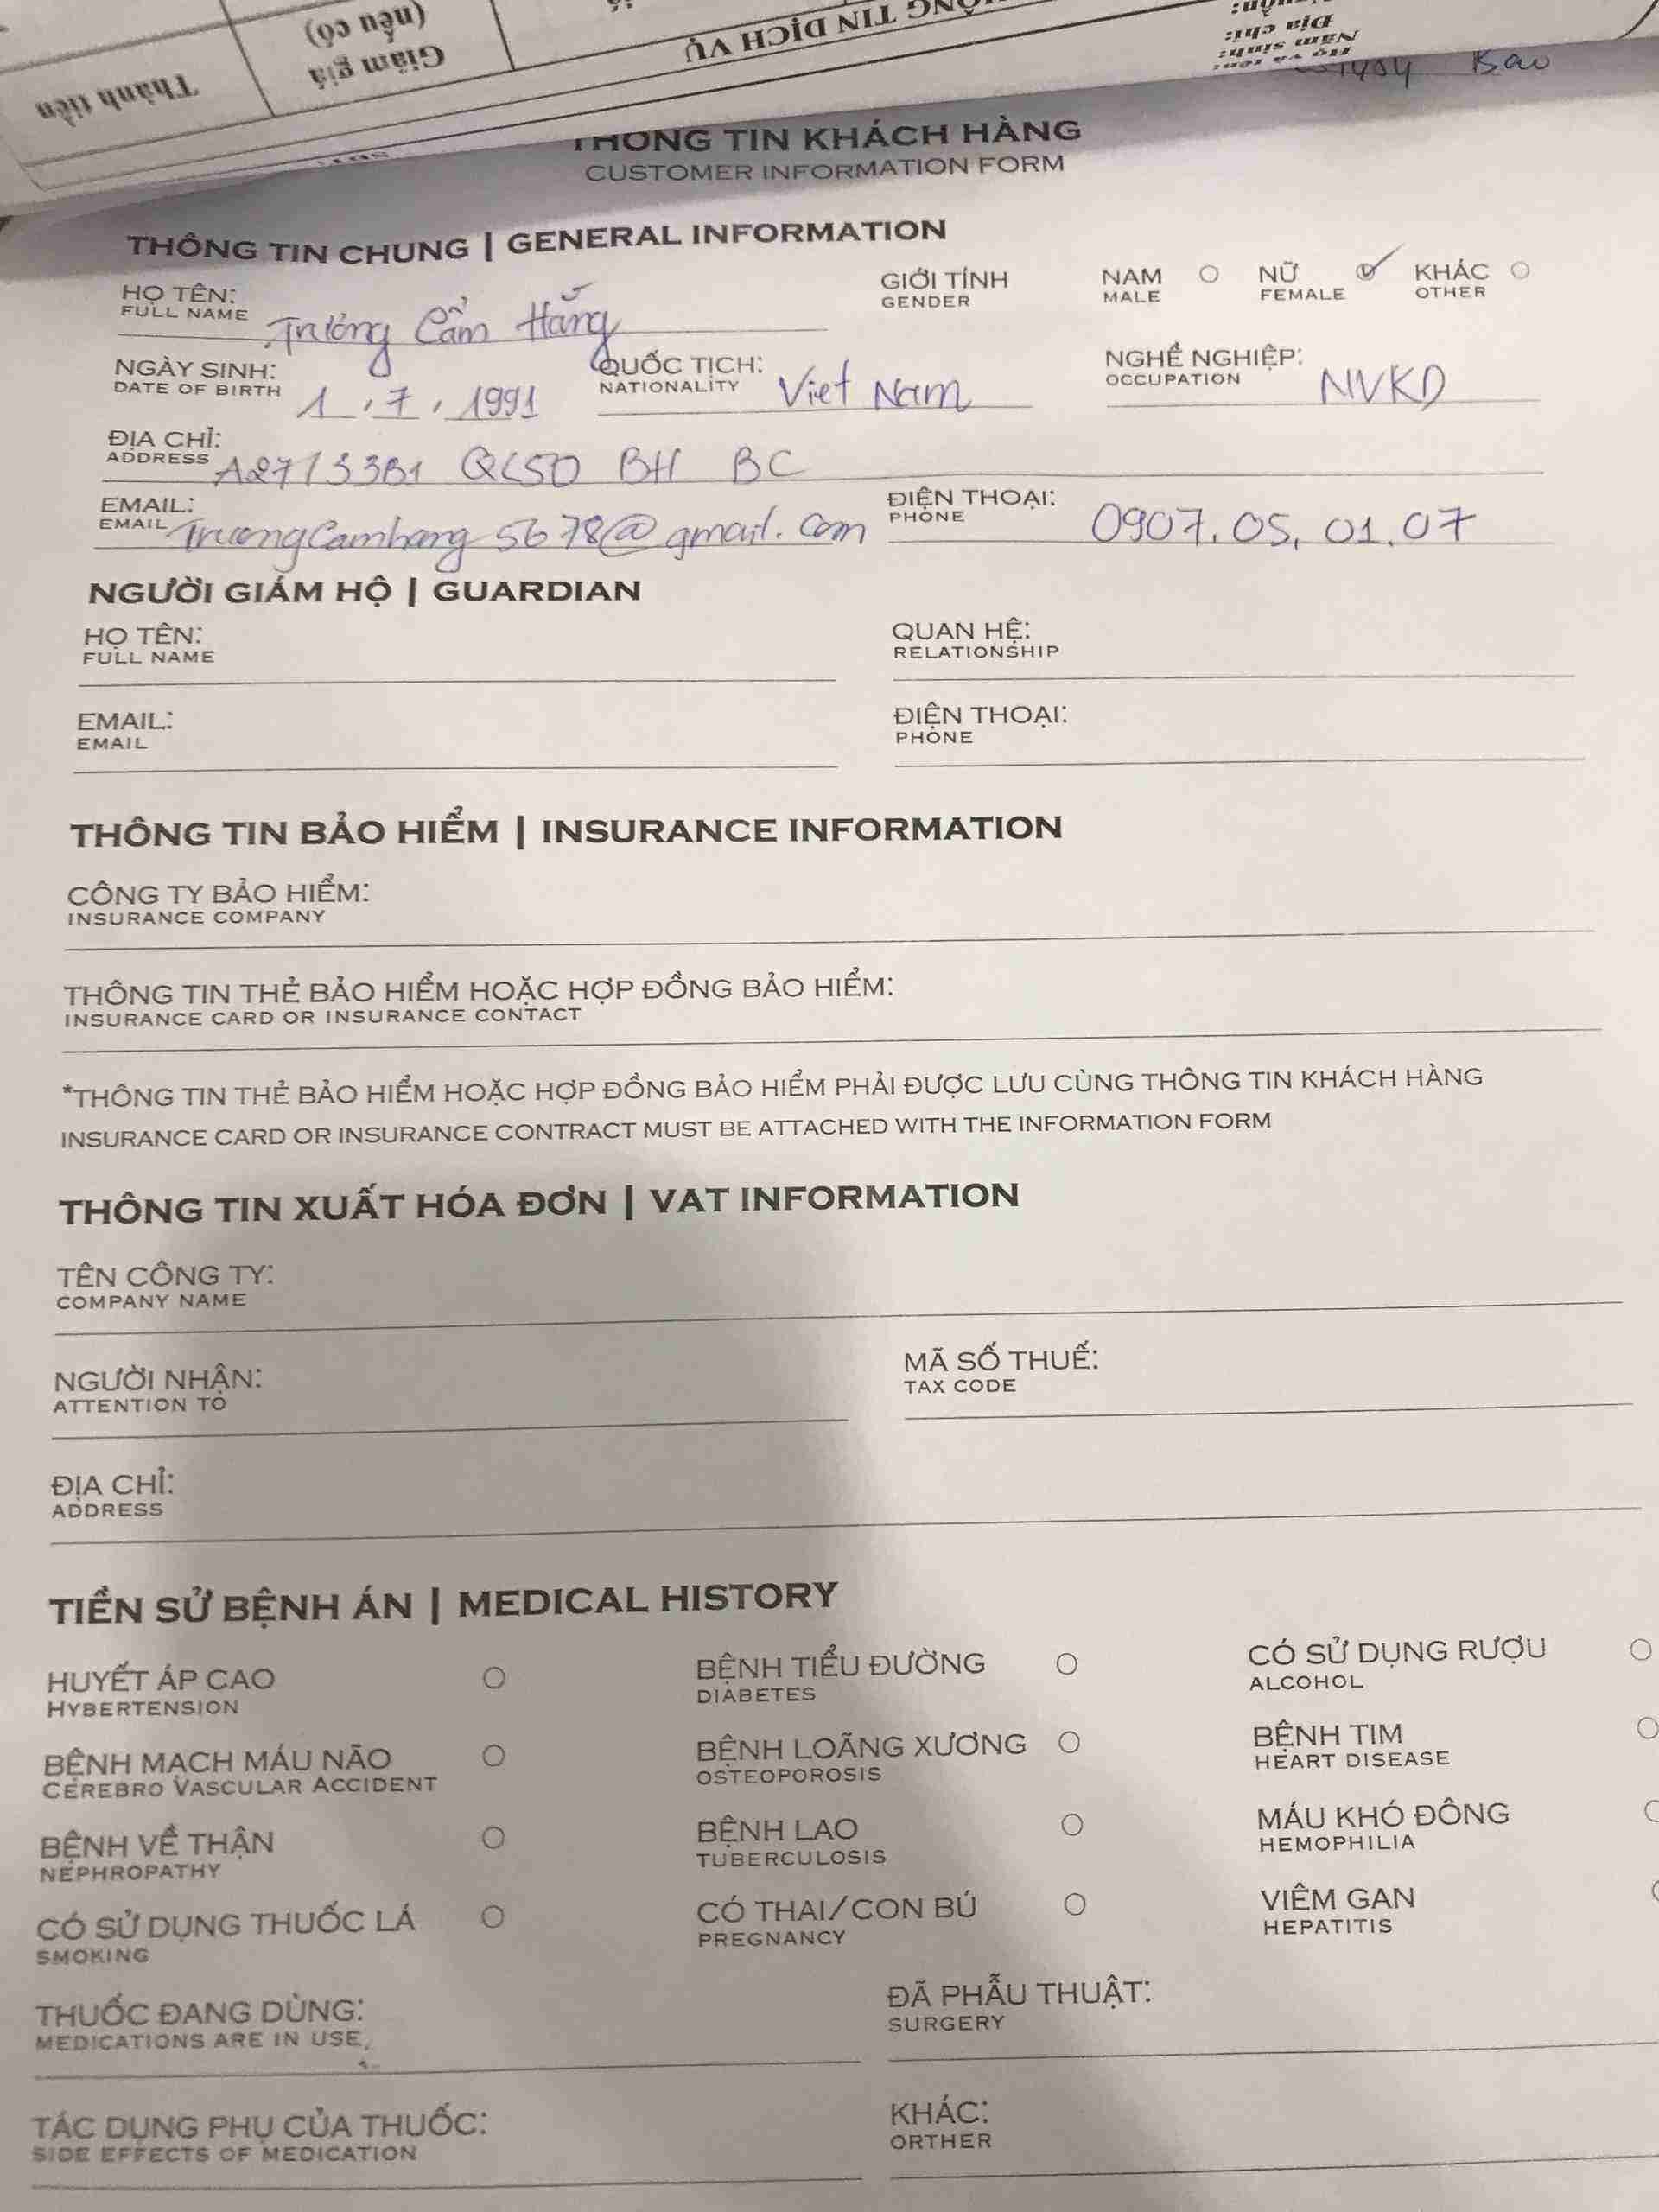 Thành tiền
Giảm giá
(nếu có)
TIN DỊCH VỤ
Họ và tên:
Năm sinh:
Địa chỉ:
THÔNG TIN KHÁCH HÀNG
CUSTOMER INFORMATION FORM
THÔNG TIN CHUNG | GENERAL INFORMATION
HỌ TÊN: Trương Cẩm Hằng GIỚI TÍNH NAM NỮ KHÁC
FULL NAME GENDER MALE FEMALE OTHER
NGÀY SINH: 1, 7, 1991 QUỐC TỊCH: Việt Nam NGHỀ NGHIỆP: NVKD
DATE OF BIRTH NATIONALITY OCCUPATION
ĐỊA CHỈ: A27/33B1 QL50 BH BC
ADDRESS
EMAIL: Truongcamhang5678@gmail.com ĐIỆN THOẠI: 0907.05.01.07
EMAIL PHONE
NGƯỜI GIÁM HỘ | GUARDIAN
HỌ TÊN: QUAN HỆ:
FULL NAME RELATIONSHIP
EMAIL: ĐIỆN THOẠI:
EMAIL PHONE
THÔNG TIN BẢO HIỂM | INSURANCE INFORMATION
CÔNG TY BẢO HIỂM:
INSURANCE COMPANY
THÔNG TIN THẺ BẢO HIỂM HOẶC HỢP ĐỒNG BẢO HIỂM:
INSURANCE CARD OR INSURANCE CONTACT
*THÔNG TIN THẺ BẢO HIỂM HOẶC HỢP ĐỒNG BẢO HIỂM PHẢI ĐƯỢC LƯU CÙNG THÔNG TIN KHÁCH HÀNG
INSURANCE CARD OR INSURANCE CONTRACT MUST BE ATTACHED WITH THE INFORMATION FORM
THÔNG TIN XUẤT HÓA ĐƠN | VAT INFORMATION
TÊN CÔNG TY:
COMPANY NAME
NGƯỜI NHẬN: MÃ SỐ THUẾ:
ATTENTION TO TAX CODE
ĐỊA CHỈ:
ADDRESS
TIỀN SỬ BỆNH ÁN | MEDICAL HISTORY
HUYẾT ÁP CAO BỆNH TIỂU ĐƯỜNG CÓ SỬ DỤNG RƯỢU
HYBERTENSION DIABETES ALCOHOL
BỆNH MẠCH MÁU NÃO BỆNH LOÃNG XƯƠNG BỆNH TIM
CEREBRO VASCULAR ACCIDENT OSTEOPOROSIS HEART DISEASE
BỆNH VỀ THẬN BỆNH LAO MÁU KHÓ ĐÔNG
NEPHROPATHY TUBERCULOSIS HEMOPHILIA
CÓ SỬ DỤNG THUỐC LÁ CÓ THAI/CON BÚ VIÊM GAN
SMOKING PREGNANCY HEPATITIS
THUỐC ĐANG DÙNG: ĐÃ PHẪU THUẬT:
MEDICATIONS ARE IN USE SURGERY
TÁC DỤNG PHỤ CỦA THUỐC: KHÁC:
SIDE EFFECTS OF MEDICATION ORTHER